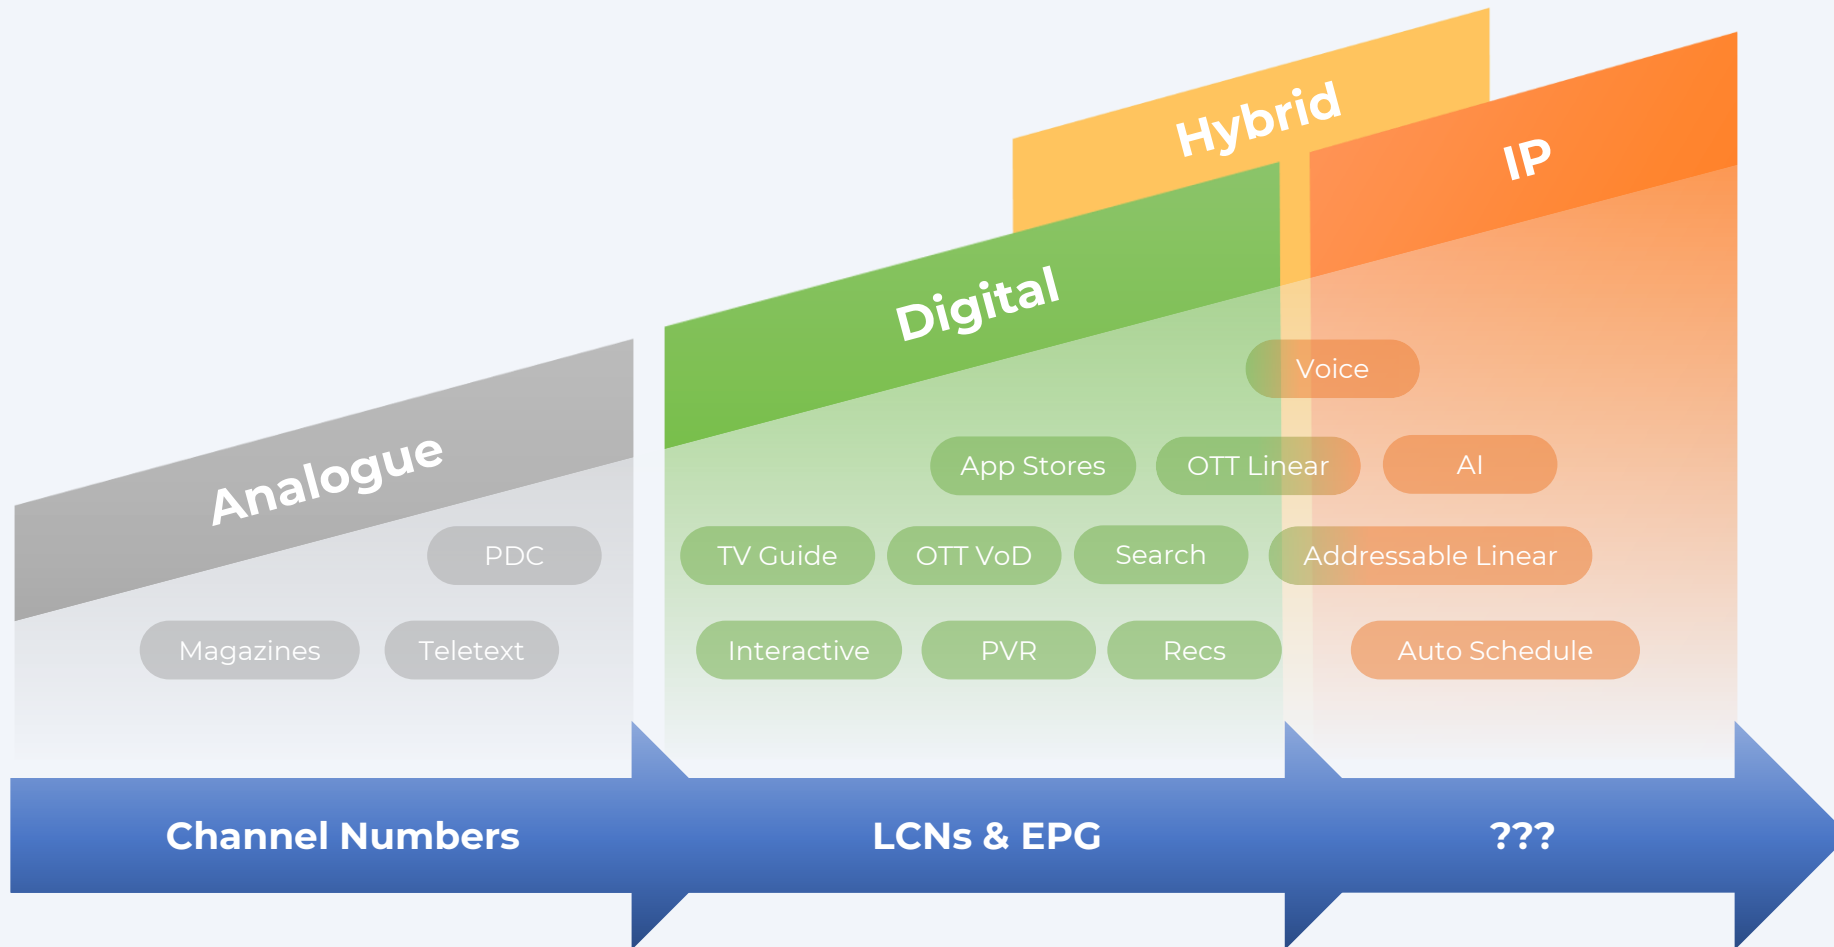 Hybrid
IP
Digital
Analogue
Voice
App Stores
OTT Linear
AI
PDC
TV Guide
OTT VoD
Search
Addressable Linear
Magazines
Teletext
Interactive
PVR
Recs
Auto Schedule
Channel Numbers
LCNs & EPG
???